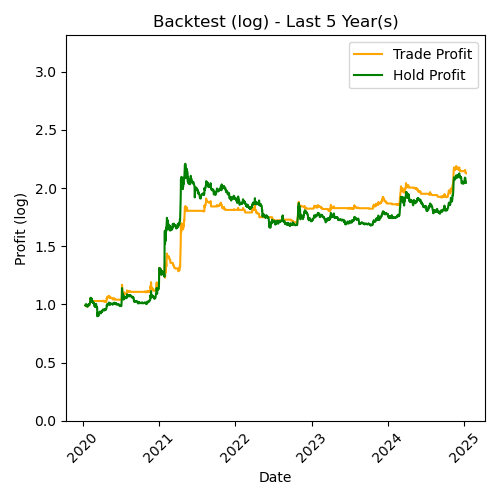 Backtest (log) - Last 5 Year(s)
Trade Profit
Hold Profit
Profit (log)
3.0
2.5
2.0
1.5
1.0
0.5
0.0
2020
2021
2022
2023
2024
2025
Date